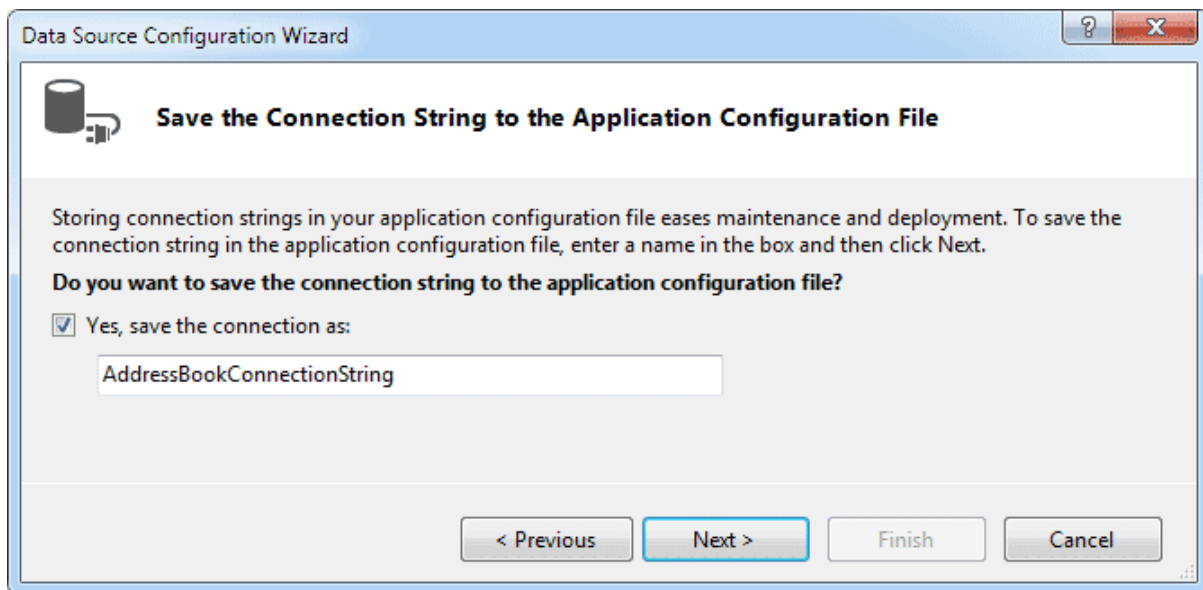 Data Source Configuration Wizard
Save the Connection String to the Application Configuration File
Storing connection strings in your application configuration file eases maintenance and deployment. To save the
connection string in the application configuration file, enter a name in the box and then click Next.
Do you want to save the connection string to the application configuration file?
Yes, save the connection as:
AddressBookConnectionString
< Previous
Next >
Finish
Cancel